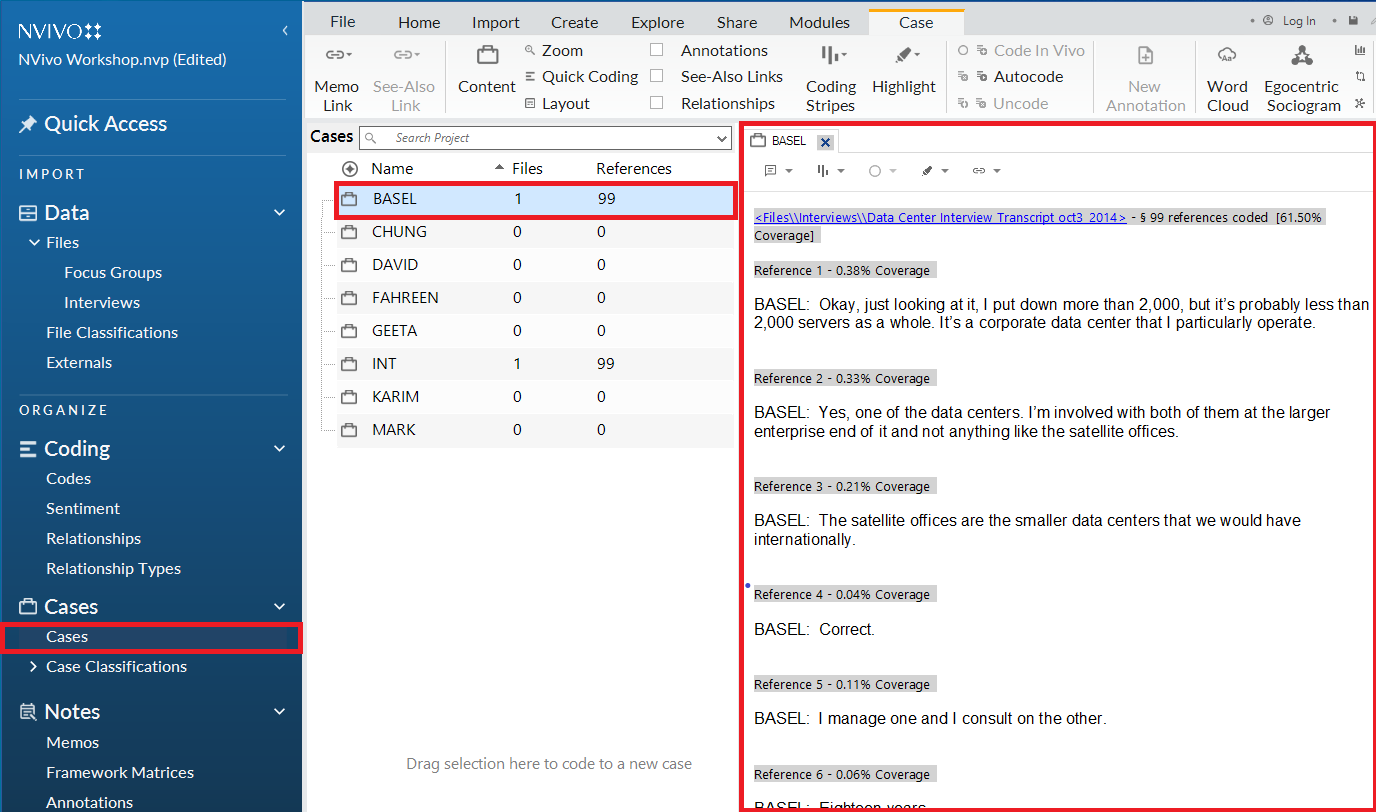 NVIVO
NVivo Workshop.nvp (Edited)
Quick Access
IMPORT
Data
Files
Focus Groups
Interviews
File Classifications
Externals
ORGANIZE
Coding
Codes
Sentiment
Relationships
Relationship Types
Cases
Cases
Case Classifications
Notes
Memos
Framework Matrices
Annotations
File Home Import Create Explore Share Modules Case
Log In
Memo Link
See-Also Link
Content
Zoom
Quick Coding
Layout
Annotations
See-Also Links
Relationships
Coding Stripes
Highlight
Code In Vivo
Autocode
Uncode
New Annotation
Word Cloud
Egocentric Sociogram
Cases Search Project
Name Files References
BASEL 1 99
CHUNG 0 0
DAVID 0 0
FAHREEN 0 0
GEETA 0 0
INT 1 99
KARIM 0 0
MARK 0 0
Drag selection here to code to a new case
BASEL
<Files\\Interviews\\Data Center Interview Transcript oct3_2014> - § 99 references coded [61.50%
Coverage]
Reference 1 - 0.38% Coverage
BASEL: Okay, just looking at it, I put down more than 2,000, but it’s probably less than
2,000 servers as a whole. It’s a corporate data center that I particularly operate.
Reference 2 - 0.33% Coverage
BASEL: Yes, one of the data centers. I’m involved with both of them at the larger
enterprise end of it and not anything like the satellite offices.
Reference 3 - 0.21% Coverage
BASEL: The satellite offices are the smaller data centers that we would have
internationally.
Reference 4 - 0.04% Coverage
BASEL: Correct.
Reference 5 - 0.11% Coverage
BASEL: I manage one and I consult on the other.
Reference 6 - 0.06% Coverage
BASEL: Eighteen years